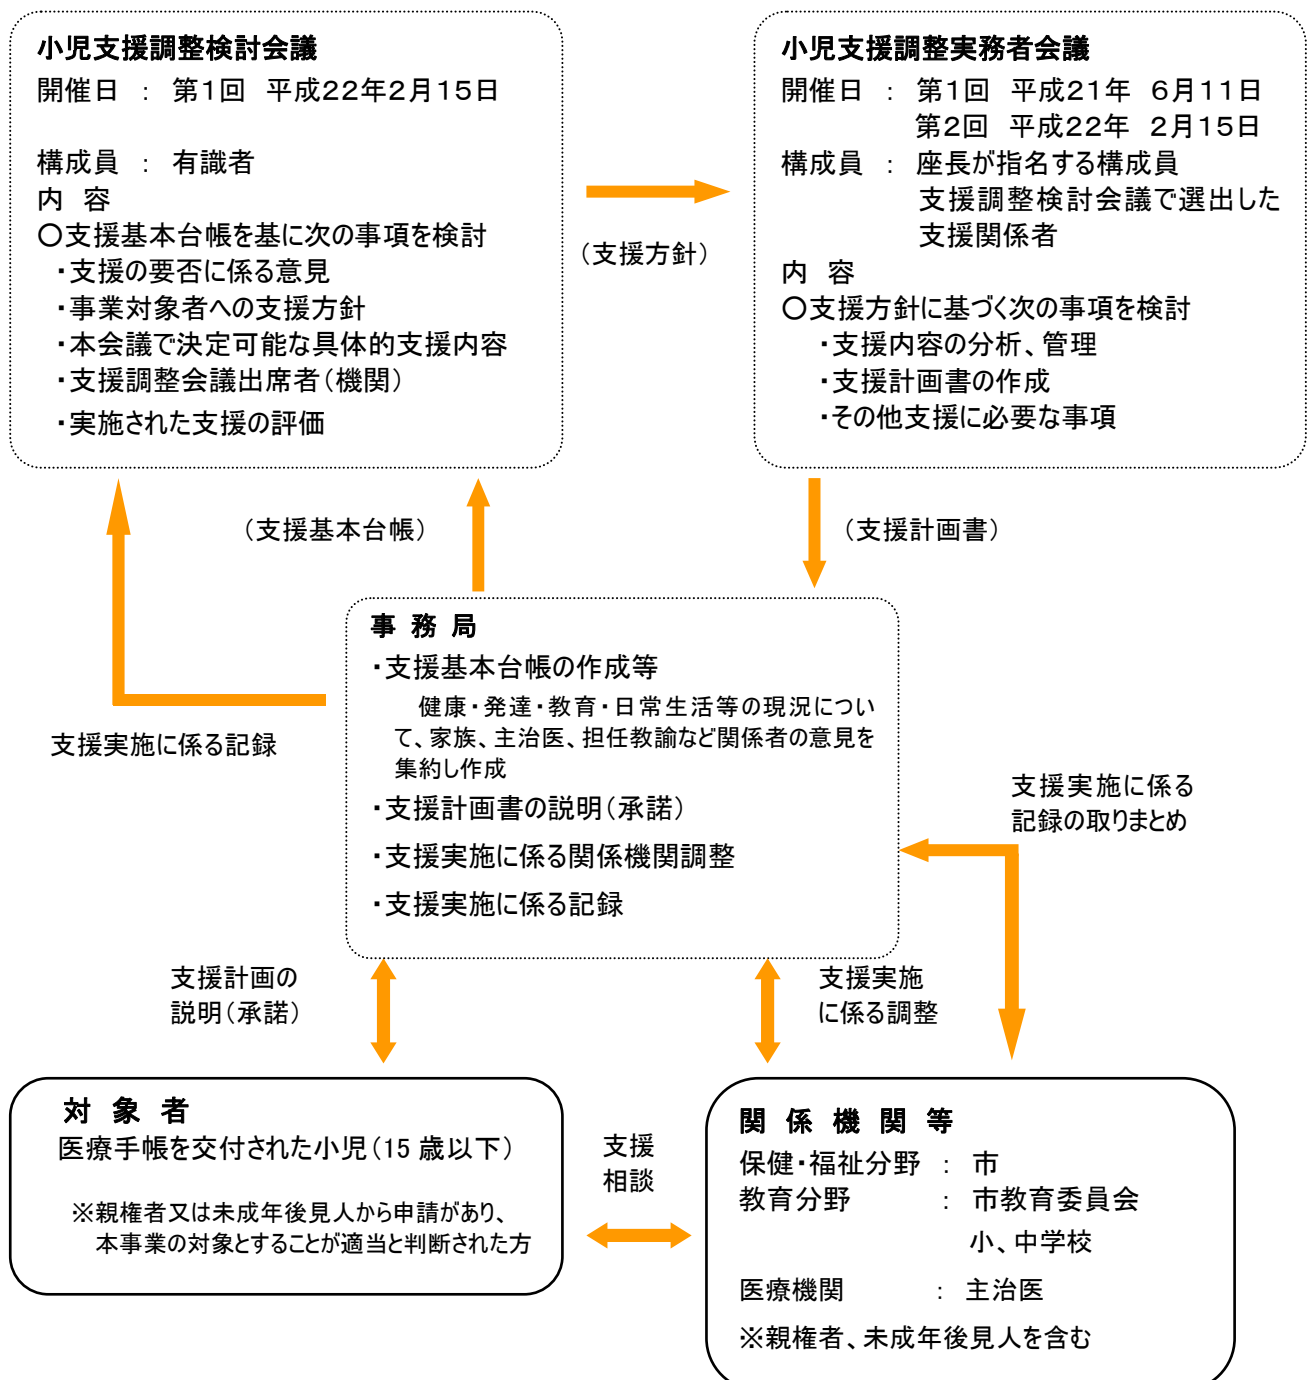 小児支援調整検討会議
開催日 ： 第1回 平成22年2月15日
構成員 ： 有識者
内 容
○支援基本台帳を基に次の事項を検討
・支援の要否に係る意見
・事業対象者への支援方針
・本会議で決定可能な具体的支援内容
・支援調整会議出席者（機関）
・実施された支援の評価
（支援方針）
小児支援調整実務者会議
開催日 ： 第1回 平成21年 6月11日
第2回 平成22年 2月15日
構成員 ： 座長が指名する構成員
支援調整検討会議で選出した
支援関係者
内 容
○支援方針に基づく次の事項を検討
・支援内容の分析、管理
・支援計画書の作成
・その他支援に必要な事項
（支援基本台帳）
（支援計画書）
事 務 局
・支援基本台帳の作成等
健康・発達・教育・日常生活等の現況につい
て、家族、主治医、担任教諭など関係者の意見を
集約し作成
・支援計画書の説明（承諾）
・支援実施に係る関係機関調整
・支援実施に係る記録
支援実施に係る記録
支援実施に係る
記録の取りまとめ
支援計画の
説明（承諾）
支援実施
に係る調整
対 象 者
医療手帳を交付された小児（15 歳以下）
※親権者又は未成年後見人から申請があり、
本事業の対象とすることが適当と判断された方
支援
相談
関 係 機 関 等
保健・福祉分野 ： 市
教育分野 ： 市教育委員会
小、中学校
医療機関 ： 主治医
※親権者、未成年後見人を含む